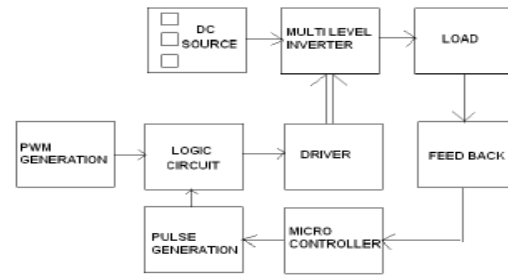 DC
SOURCE
MULTI LEVEL
INVERTER
LOAD
PWM
GENERATION
LOGIC
CIRCUIT
DRIVER
FEED BACK
PULSE
GENERATION
MICRO
CONTROLLER